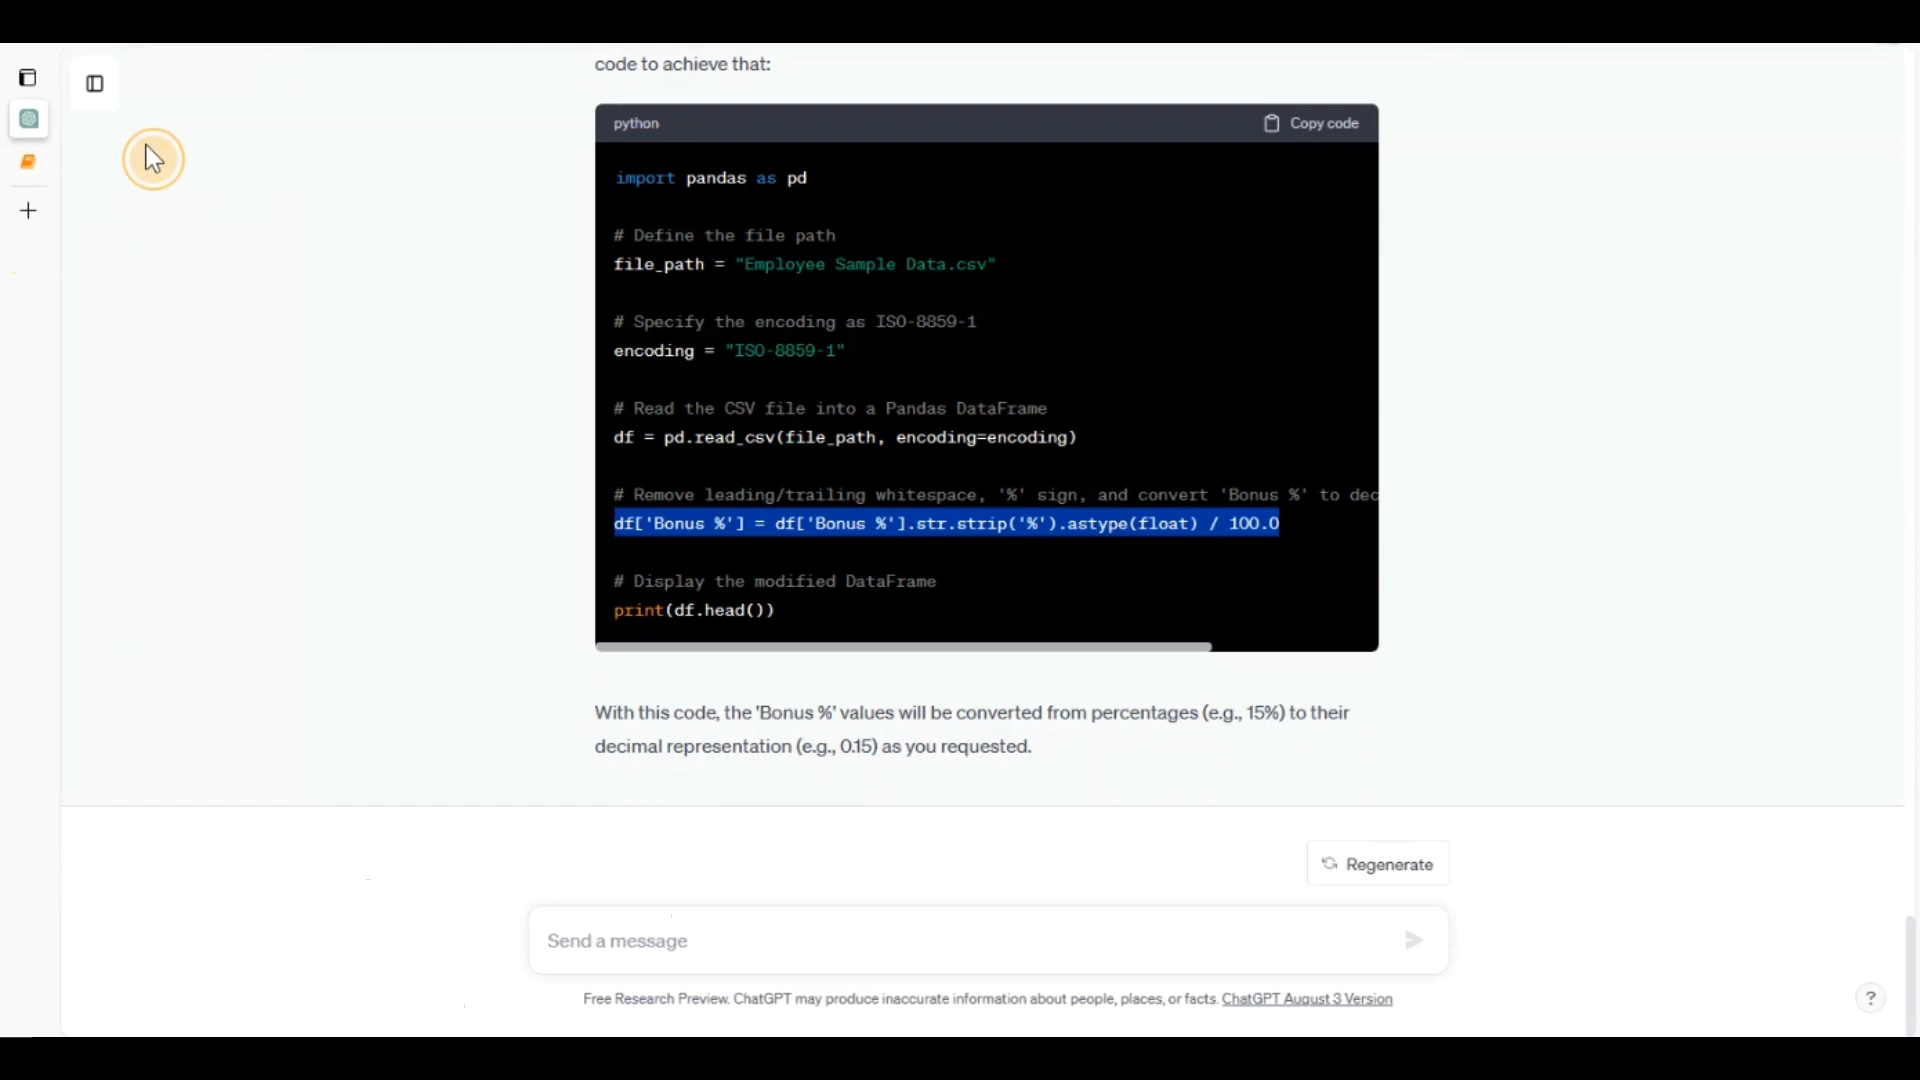 code to achieve that:
python
Copy code
import pandas as pd
# Define the file path
file_path = "Employee Sample Data.csv"
# Specify the encoding as ISO-8859-1
encoding = "ISO-8859-1"
# Read the CSV file into a Pandas DataFrame
df = pd.read_csv(file_path, encoding=encoding)
# Remove leading/trailing whitespace, '%' sign, and convert 'Bonus %' to dec
df['Bonus %'] = df['Bonus %'].str.strip('%').astype(float) / 100.0
# Display the modified DataFrame
print(df.head())
With this code, the 'Bonus %' values will be converted from percentages (e.g., 15%) to their
decimal representation (e.g., 0.15) as you requested.
Regenerate
Send a message
Free Research Preview. ChatGPT may produce inaccurate information about people, places, or facts. ChatGPT August 3 Version
?